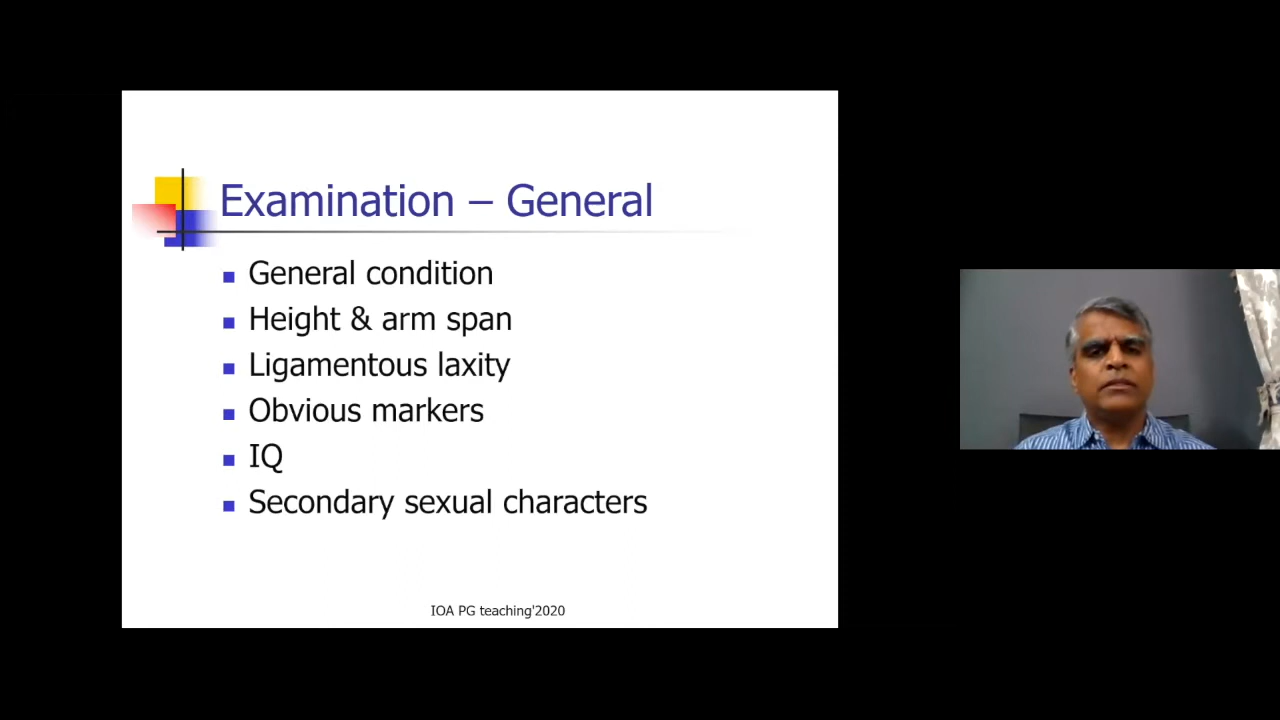 Examination – General
General condition
Height & arm span
Ligamentous laxity
Obvious markers
IQ
Secondary sexual characters
IOA PG teaching'2020